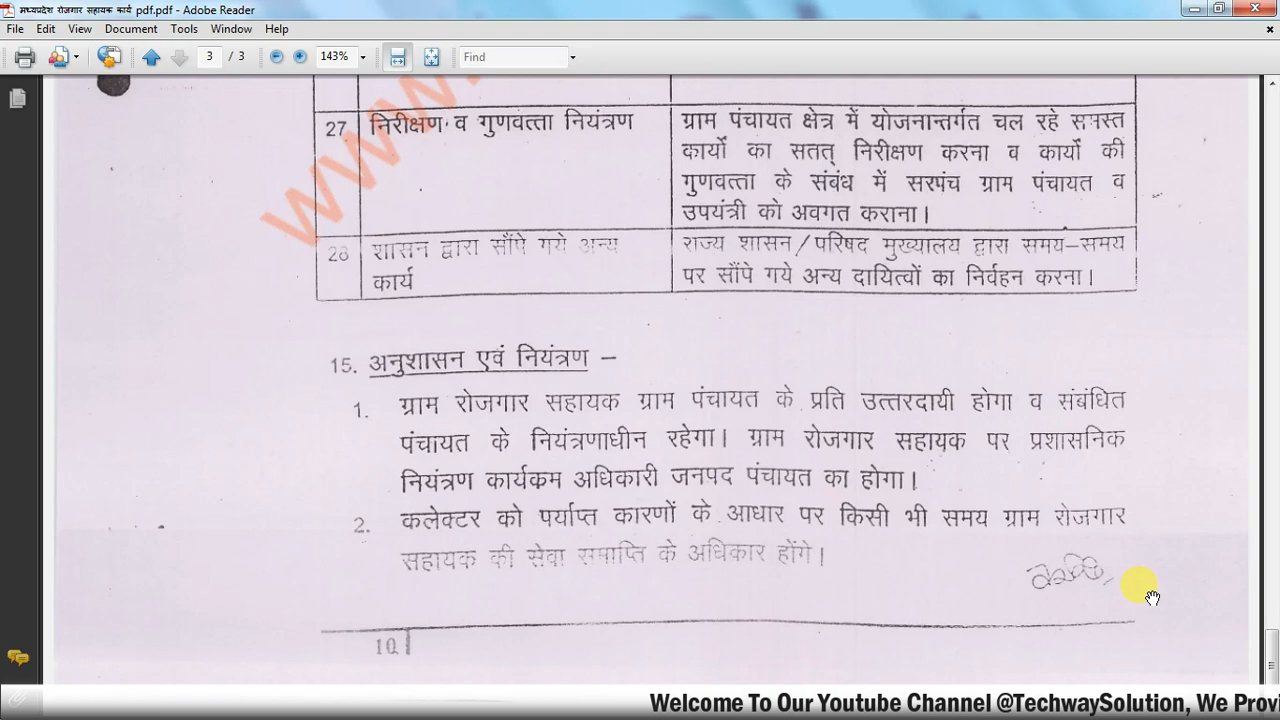 मध्यप्रदेश रोजगार सहायक कार्य pdf.pdf - Adobe Reader
File Edit View Document Tools Window Help
3 / 3 143% Find
www.
27 निरीक्षण व गुणवत्ता नियंत्रण
ग्राम पंचायत क्षेत्र में योजनान्तर्गत चल रहे समस्त
कार्यो का सतत् निरीक्षण करना व कार्यो की
गुणवत्ता के संबंध में सरपंच ग्राम पंचायत व
उपयंत्री को अवगत कराना।
28 शासन द्वारा सौंपे गये अन्य
कार्य
राज्य शासन/परिषद मुख्यालय द्वारा समय–समय
पर सौंपे गये अन्य दायित्वों का निर्वहन करना।
15. अनुशासन एवं नियंत्रण –
1. ग्राम रोजगार सहायक ग्राम पंचायत के प्रति उत्तरदायी होगा व संबंधित
पंचायत के नियंत्रणाधीन रहेगा। ग्राम रोजगार सहायक पर प्रशासनिक
नियंत्रण कार्यकम अधिकारी जनपद पंचायत का होगा।
2. कलेक्टर को पर्याप्त कारणों के आधार पर किसी भी समय ग्राम रोजगार
सहायक की सेवा समाप्ति के अधिकार होंगे।
10
Welcome To Our Youtube Channel @TechwaySolution, We Provi